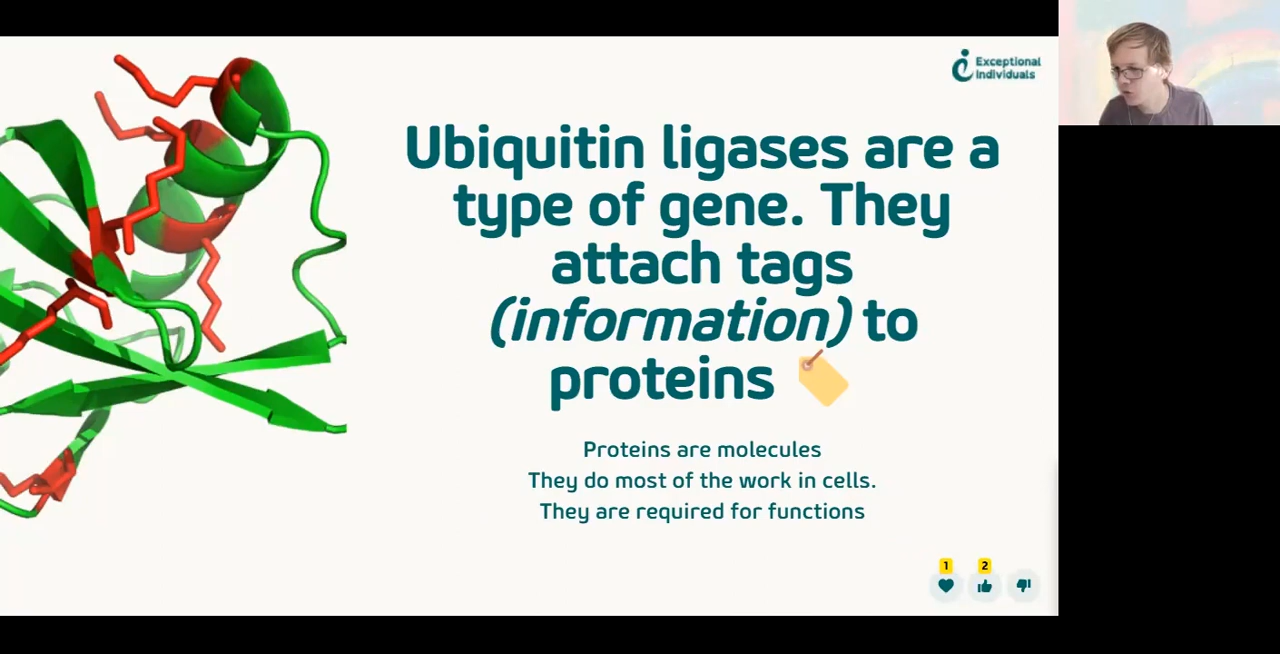 Exceptional
Individuals
Ubiquitin ligases are a
type of gene. They
attach tags
(information) to
proteins
Proteins are molecules
They do most of the work in cells.
They are required for functions
1
2